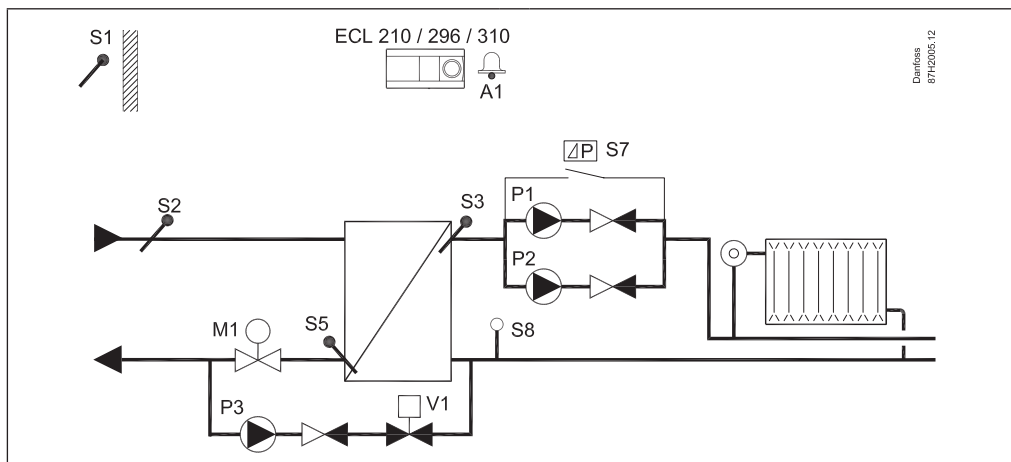 S1
ECL 210 / 296 / 310
A1
Danfoss
87H2005.12
P S7
S2
S3
P1
P2
M1
S5
S8
P3
V1